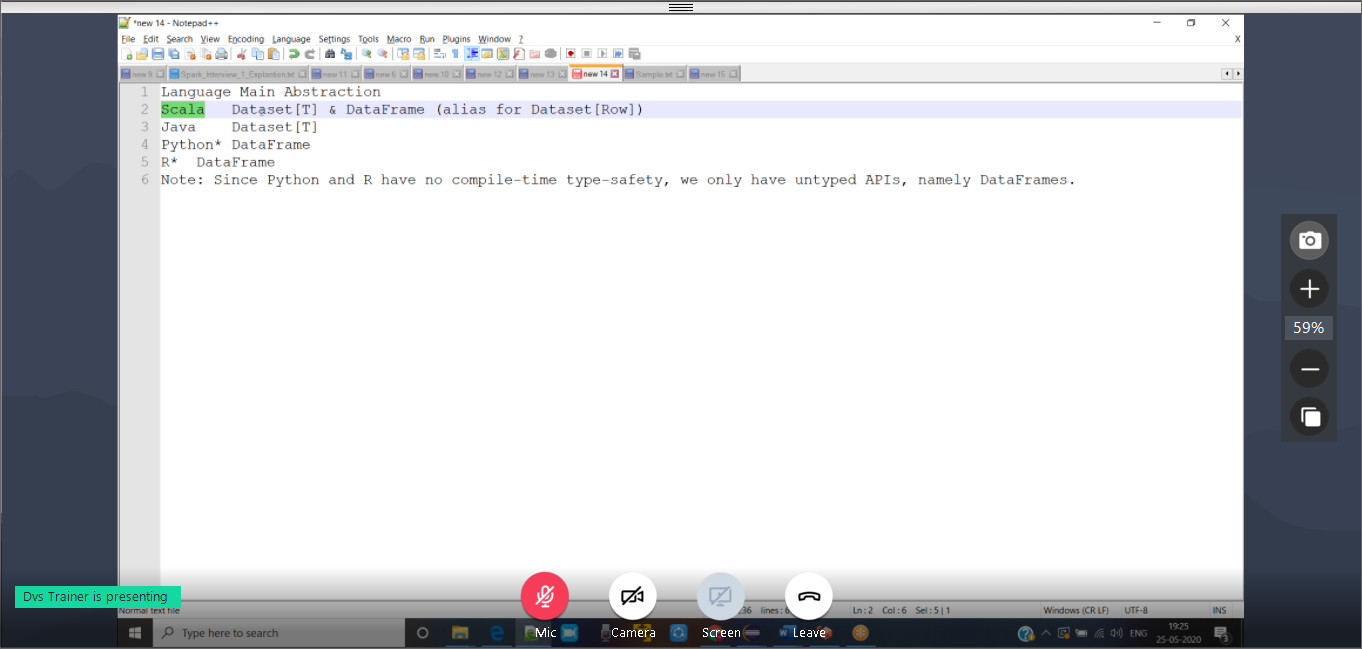 *new 14 - Notepad++
File Edit Search View Encoding Language Settings Tools Macro Run Plugins Window ? X
new 9 Spark_Interview_1_Explantion.txt new 11 new 6 new 10 new 12 new 13 new 14 Sample.txt new 15
1 Language Main Abstraction
2 Scala Dataset[T] & DataFrame (alias for Dataset[Row])
3 Java Dataset[T]
4 Python* DataFrame
5 R* DataFrame
6 Note: Since Python and R have no compile-time type-safety, we only have untyped APIs, namely DataFrames.
59%
Dvs Trainer is presenting
Normal text file lines: Ln : 2 Col : 6 Sel : 5 | 1 Windows (CR LF) UTF-8 INS
Type here to search Mic Camera Screen Leave ENG 19:25
25-05-2020 3